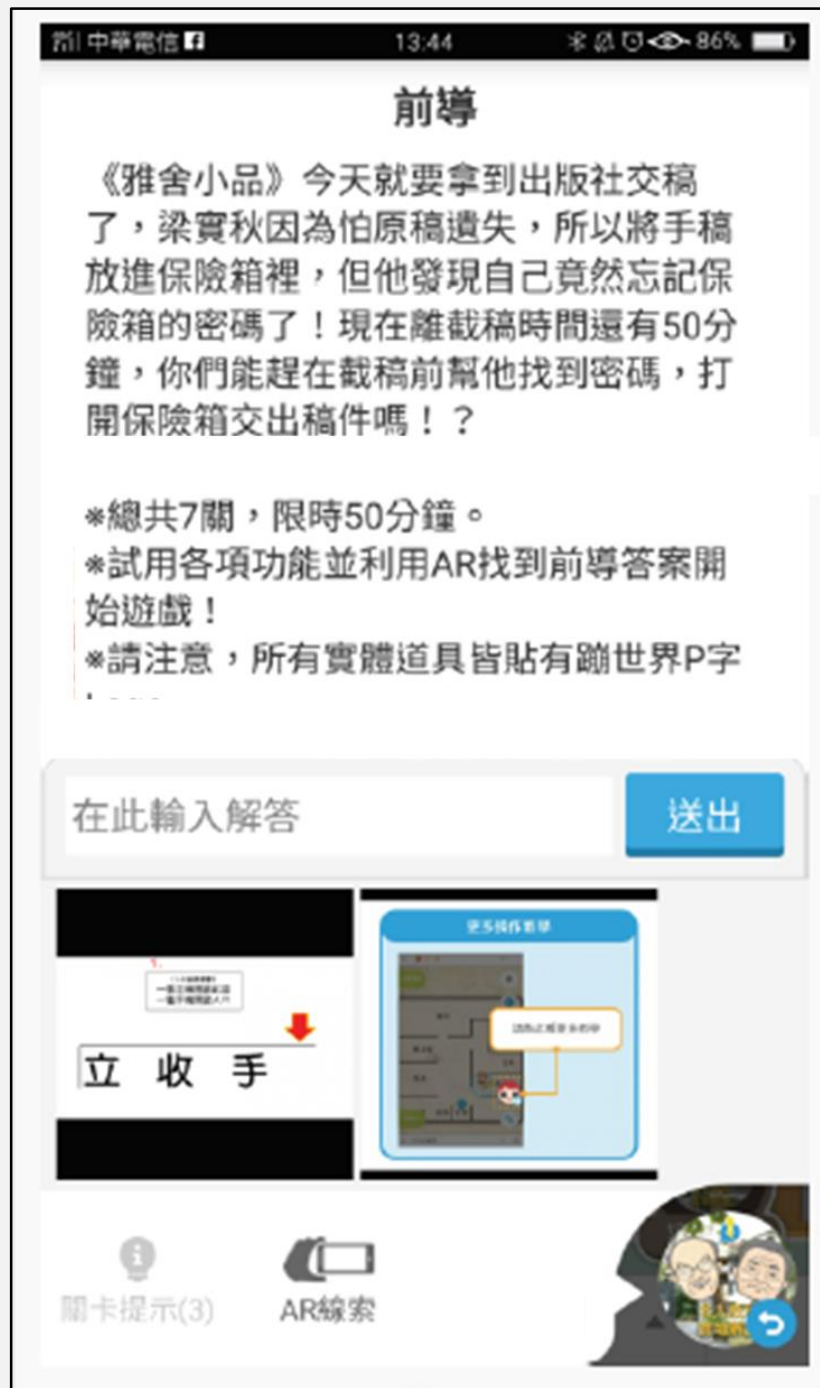 中華電信
13:44
86%
前導
《雅舍小品》今天就要拿到出版社交稿
了，梁實秋因為怕原稿遺失，所以將手稿
放進保險箱裡，但他發現自己竟然忘記保
險箱的密碼了！現在離截稿時間還有50分
鐘，你們能趕在截稿前幫他找到密碼，打
開保險箱交出稿件嗎！？
※總共7關，限時50分鐘。
※試用各項功能並利用AR找到前導答案開
始遊戲！
※請注意，所有實體道具皆貼有蹦世界P字
在此輸入解答
送出
1.
立 收 手
更多操作教學
關卡提示(3)
AR線索